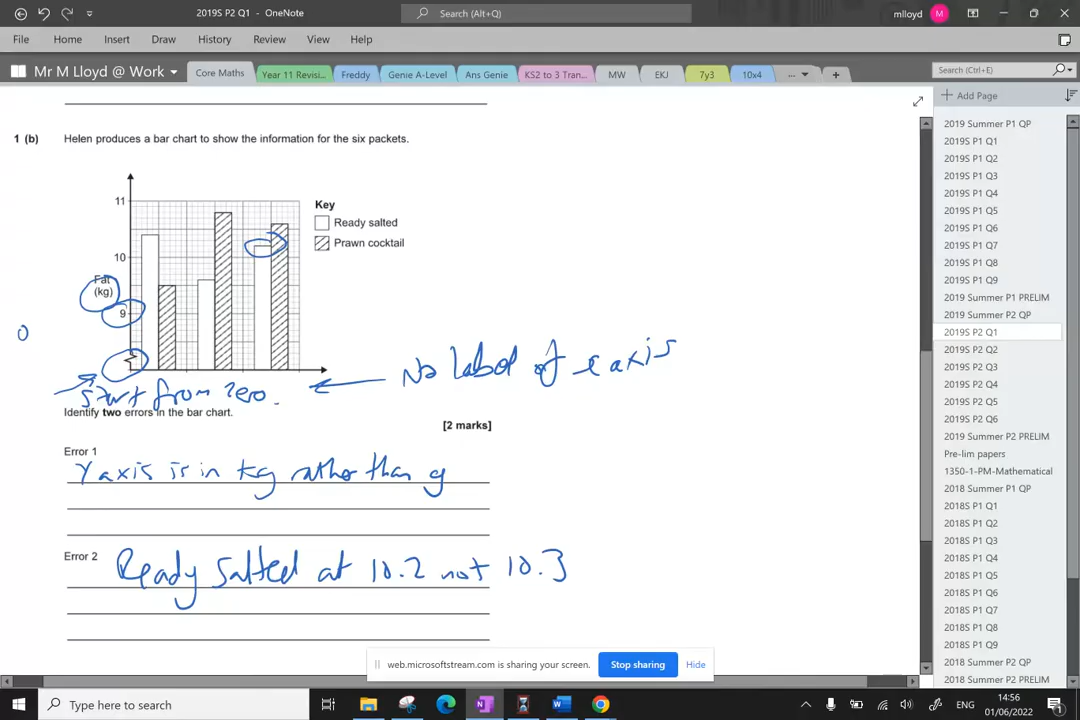 2019S P2 Q1 - OneNote
Search (Alt+Q)
mlloyd
M
File Home Insert Draw History Review View Help
Mr M Lloyd @ Work
Core Maths
Year 11 Revisi...
Freddy
Genie A-Level
Ans Genie
KS2 to 3 Tran...
MW
EKJ
7y3
10x4
...
+
Search (Ctrl+E)
Add Page
2019 Summer P1 QP
2019S P1 Q1
2019S P1 Q2
2019S P1 Q3
2019S P1 Q4
2019S P1 Q5
2019S P1 Q6
2019S P1 Q7
2019S P1 Q8
2019S P1 Q9
2019 Summer P1 PRELIM
2019 Summer P2 QP
2019S P2 Q1
2019S P2 Q2
2019S P2 Q3
2019S P2 Q4
2019S P2 Q5
2019S P2 Q6
2019 Summer P2 PRELIM
Pre-lim papers
1350-1-PM-Mathematical
2018 Summer P1 QP
2018S P1 Q1
2018S P1 Q2
2018S P1 Q3
2018S P1 Q4
2018S P1 Q5
2018S P1 Q6
2018S P1 Q7
2018S P1 Q8
2018S P1 Q9
2018 Summer P2 QP
2018 Summer P2 PRELIM
1 (b) Helen produces a bar chart to show the information for the six packets.
11
10
Fat
(kg)
9
0
Key
Ready salted
Prawn cocktail
No label of x axis
Start from zero.
Identify two errors in the bar chart.
[2 marks]
Error 1
Y axis is in kg rather than g
Error 2
Ready Salted at 10.2 not 10.3
web.microsoftstream.com is sharing your screen.
Stop sharing
Hide
Type here to search
ENG
14:56
01/06/2022
1